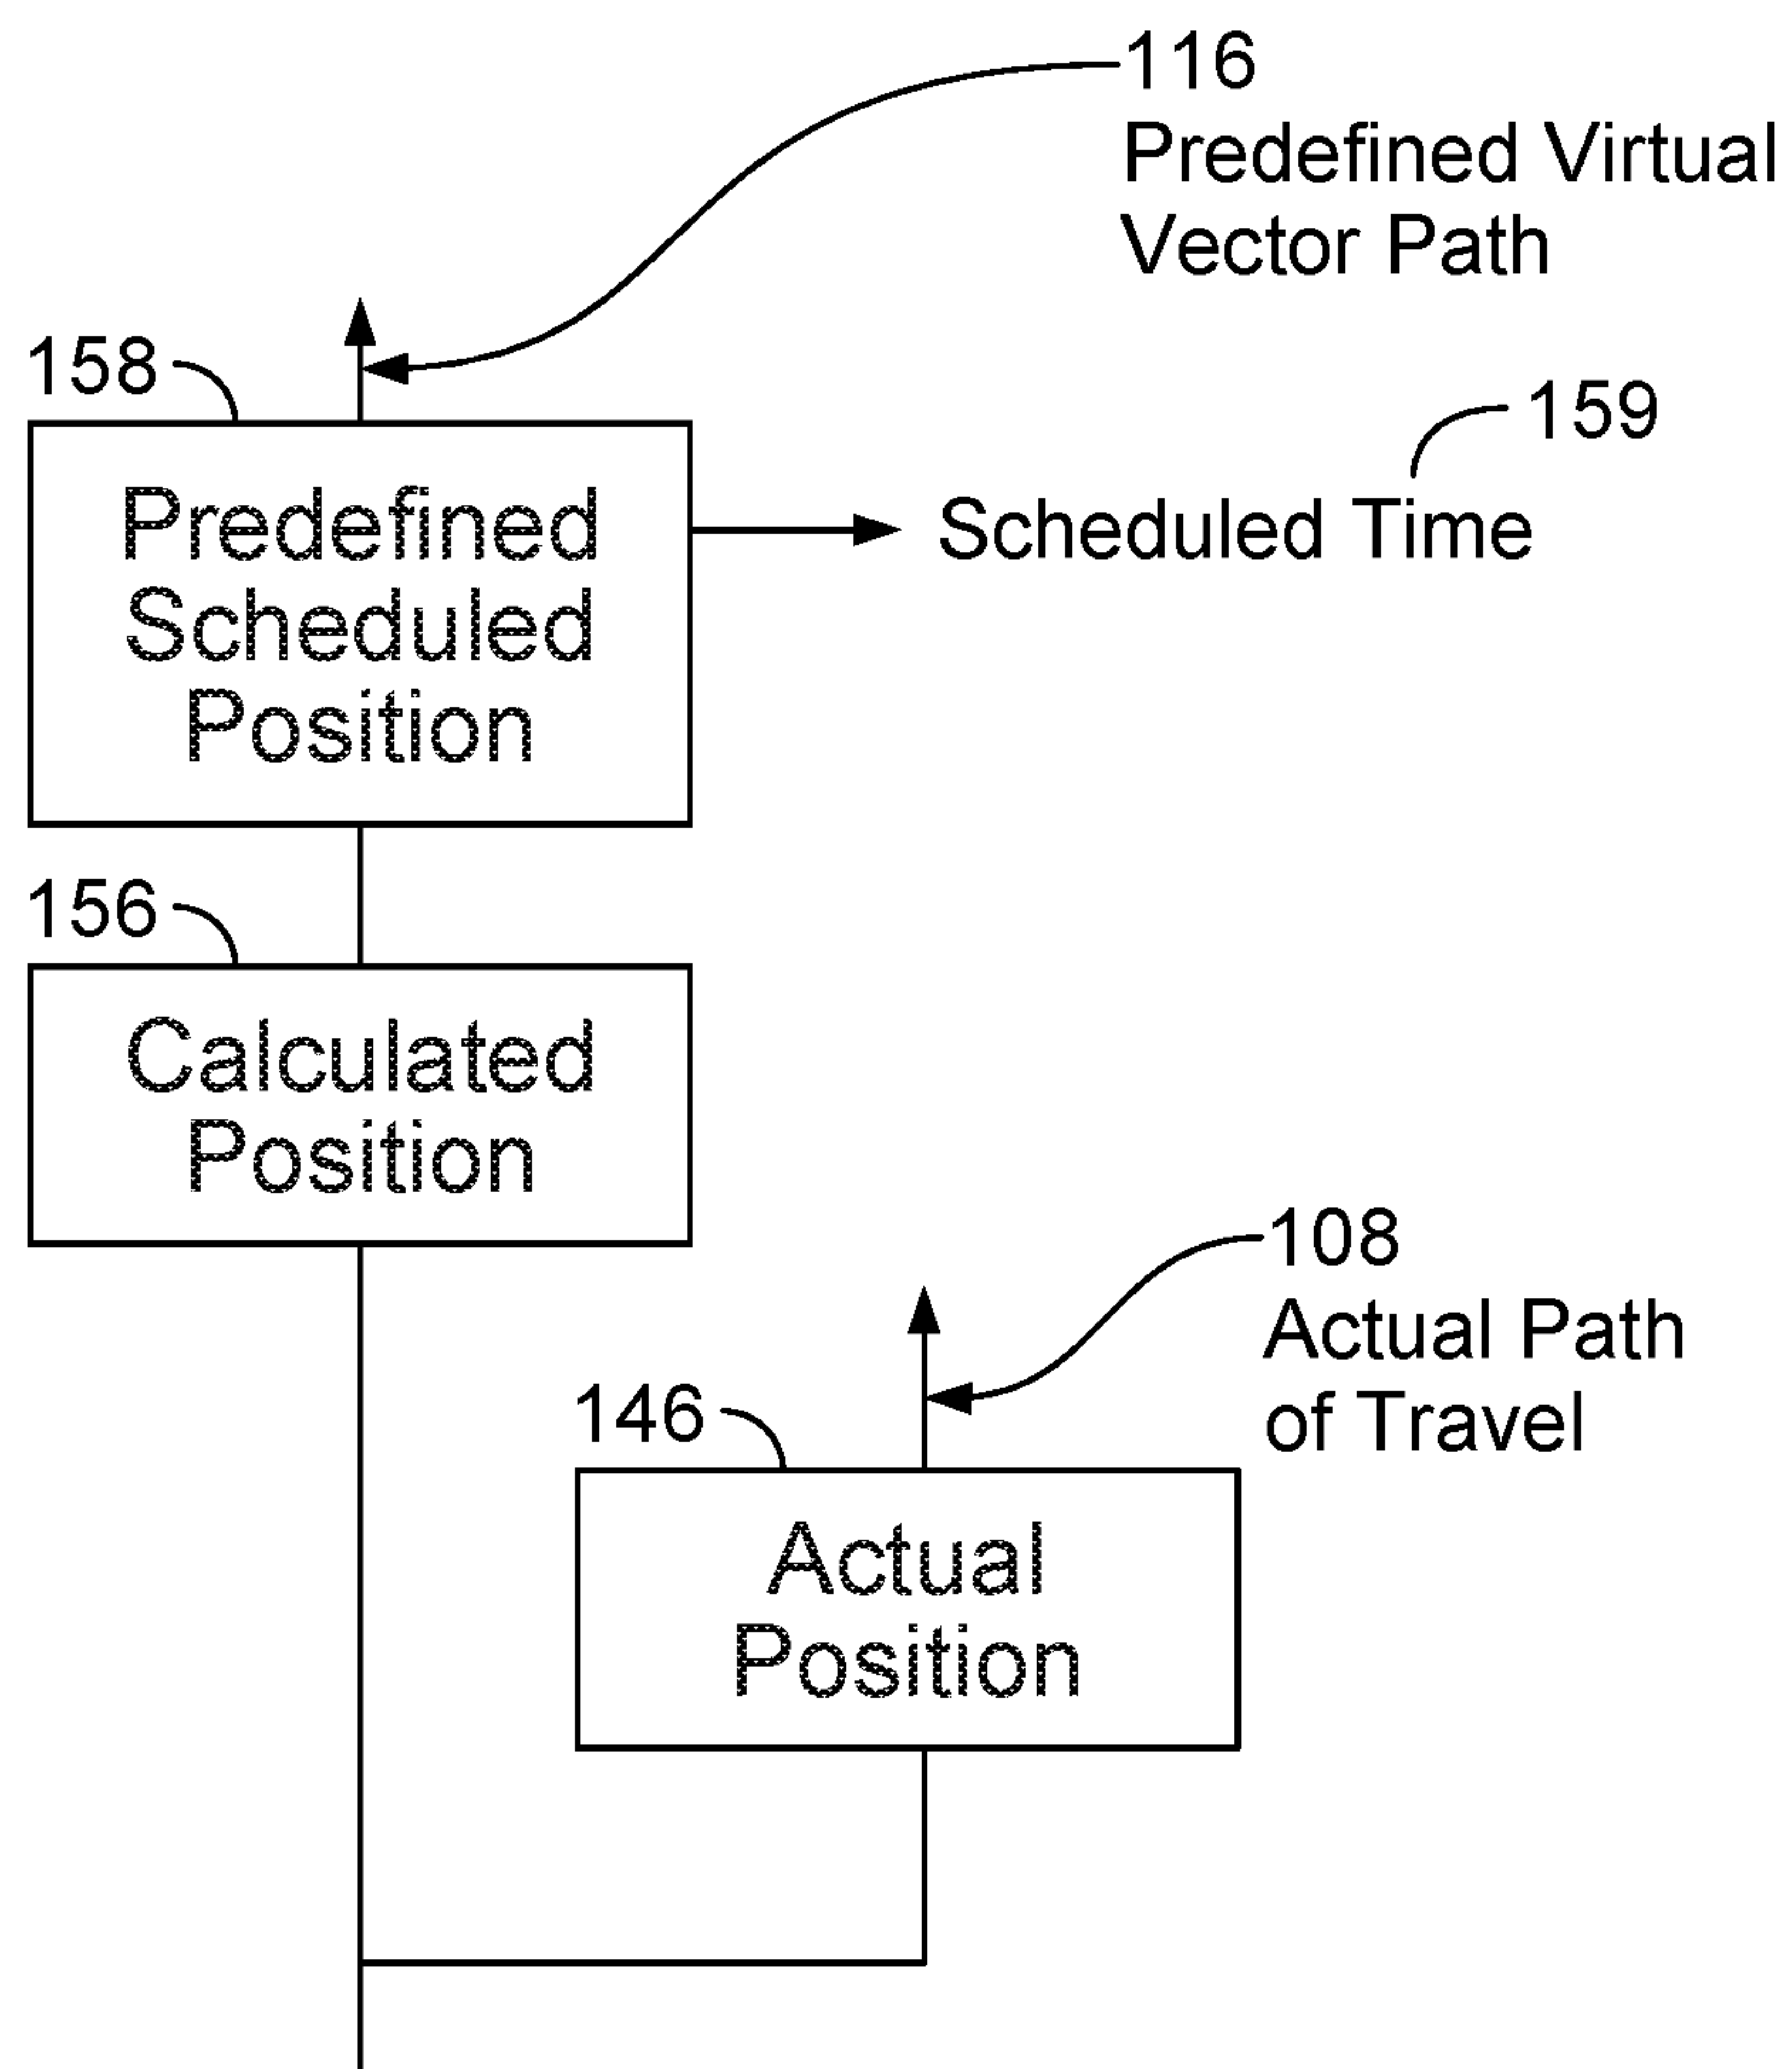 116
Predefined Virtual
Vector Path
158
159
Predefined
Scheduled
Position
Scheduled Time
156
Calculated
Position
108
Actual Path
of Travel
146
Actual
Position